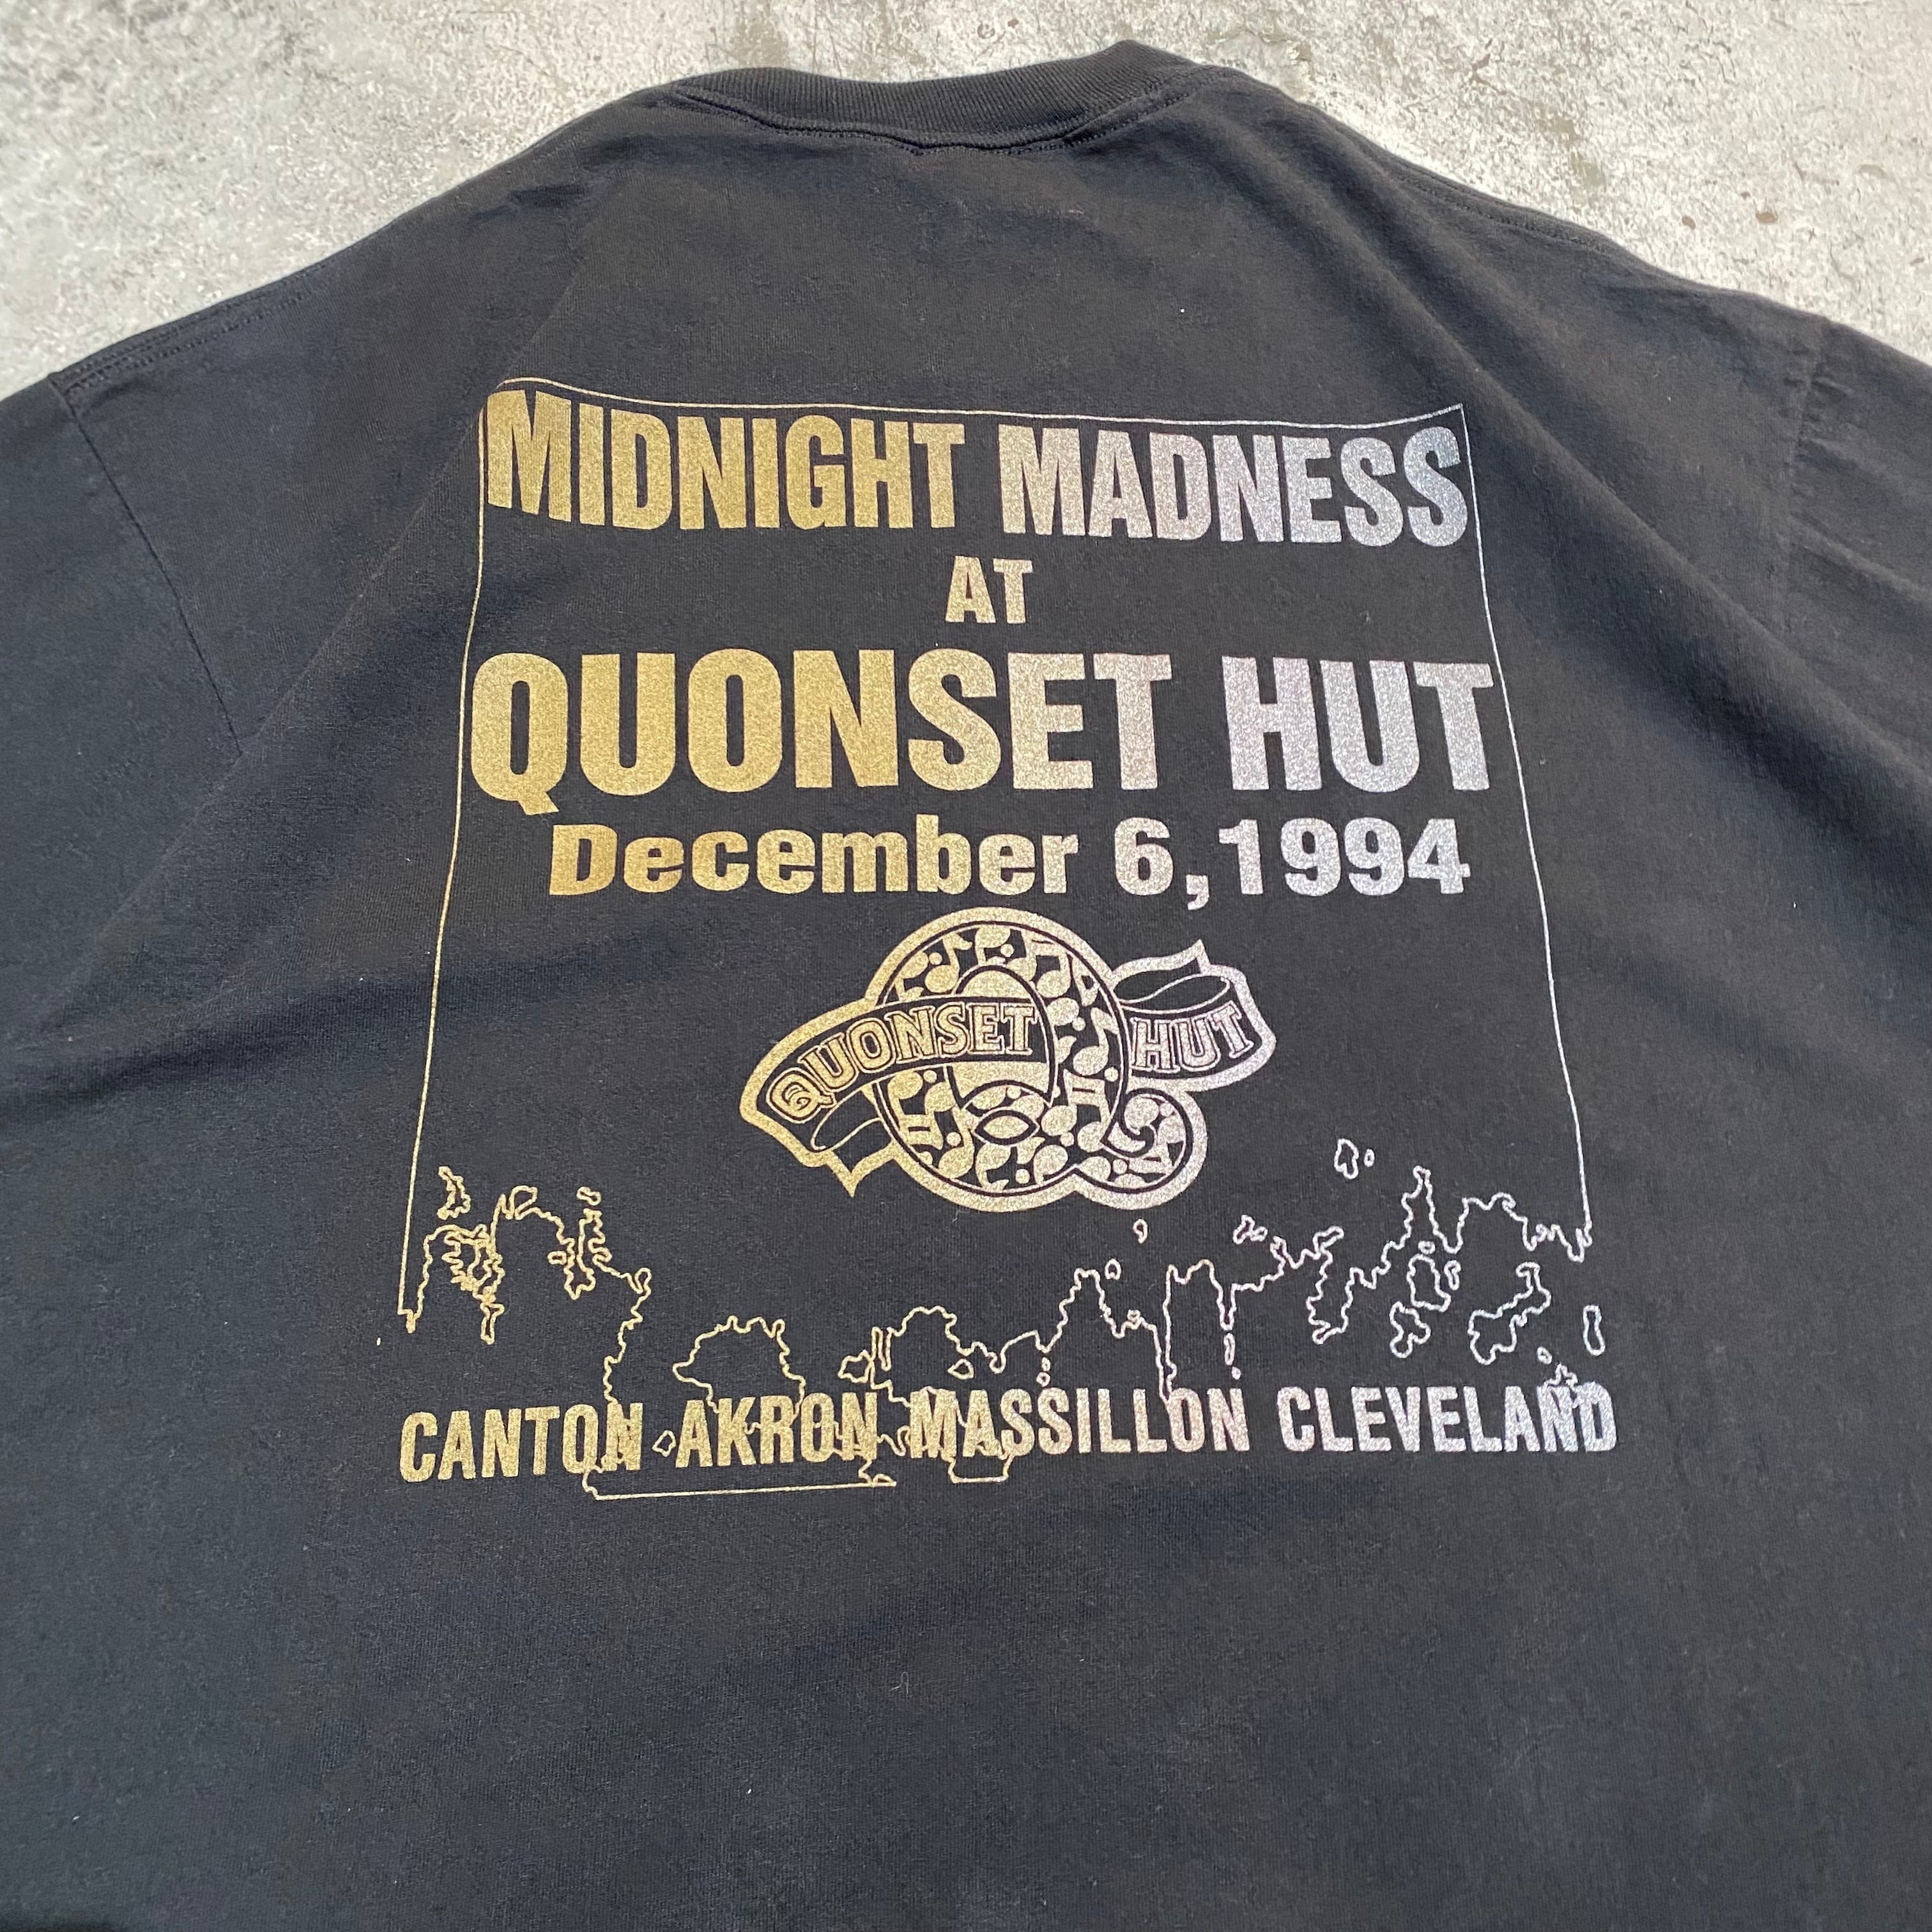 MIDNIGHT MADNESS
AT
QUONSET HUT
December 6,1994
QUONSET HUT
CANTON AKRON MASSILLON CLEVELAND